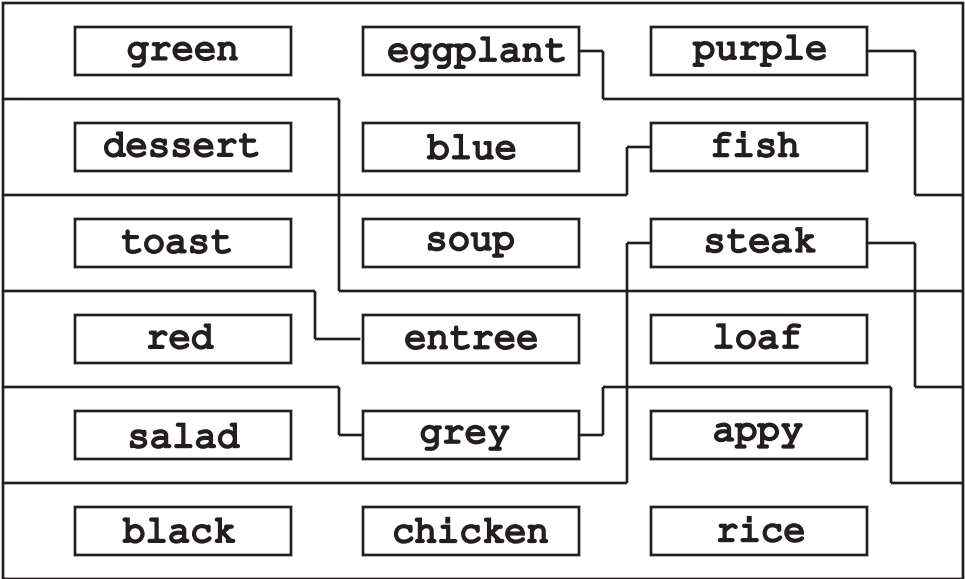 green eggplant purple
dessert blue fish
toast soup steak
red entree loaf
salad grey appy
black chicken rice